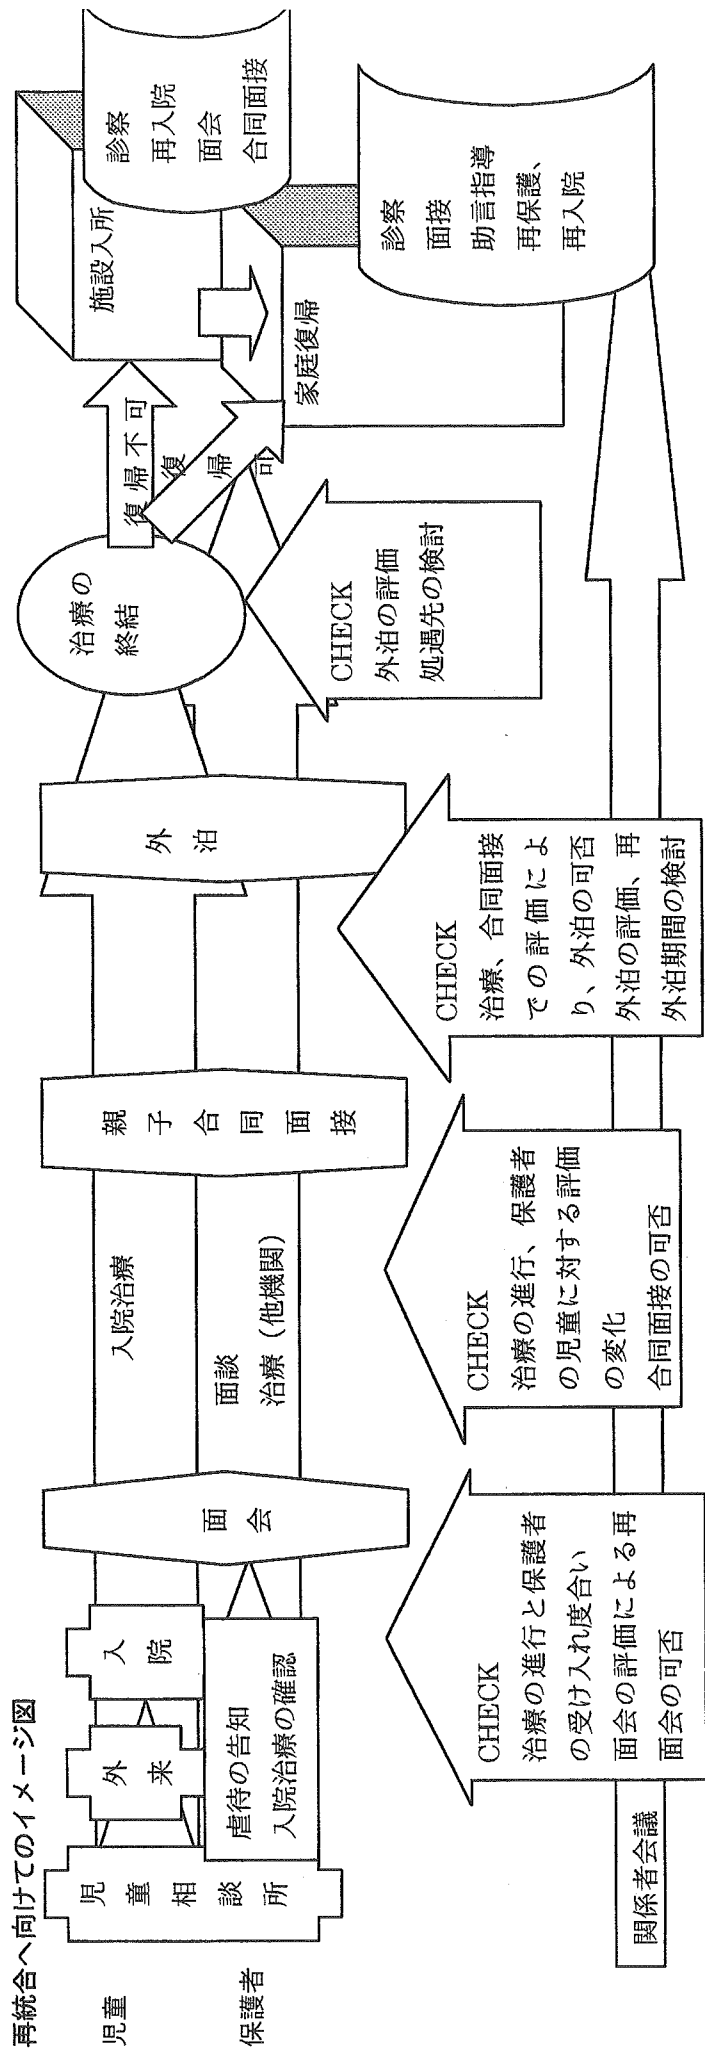 再統合へ向けてのイメージ図
児童
保護者
児童相談所
外来
入院
虐待の告知
入院治療の確認
面会
入院治療
面談
治療（他機関）
親子合同面接
外泊
治療の
終結
復帰不可
復帰可
施設入所
家庭復帰
診察
再入院
面会
合同面接
診察
面接
助言指導
再保護、
再入院
CHECK
治療の進行と保護者
の受け入れ度合い
面会の評価による再
面会の可否
CHECK
治療の進行、保護者
の児童に対する評価
の変化
合同面接の可否
CHECK
治療、合同面接
での評価によ
り、外泊の可否
外泊の評価、再
外泊期間の検討
CHECK
外泊の評価
処遇先の検討
関係者会議